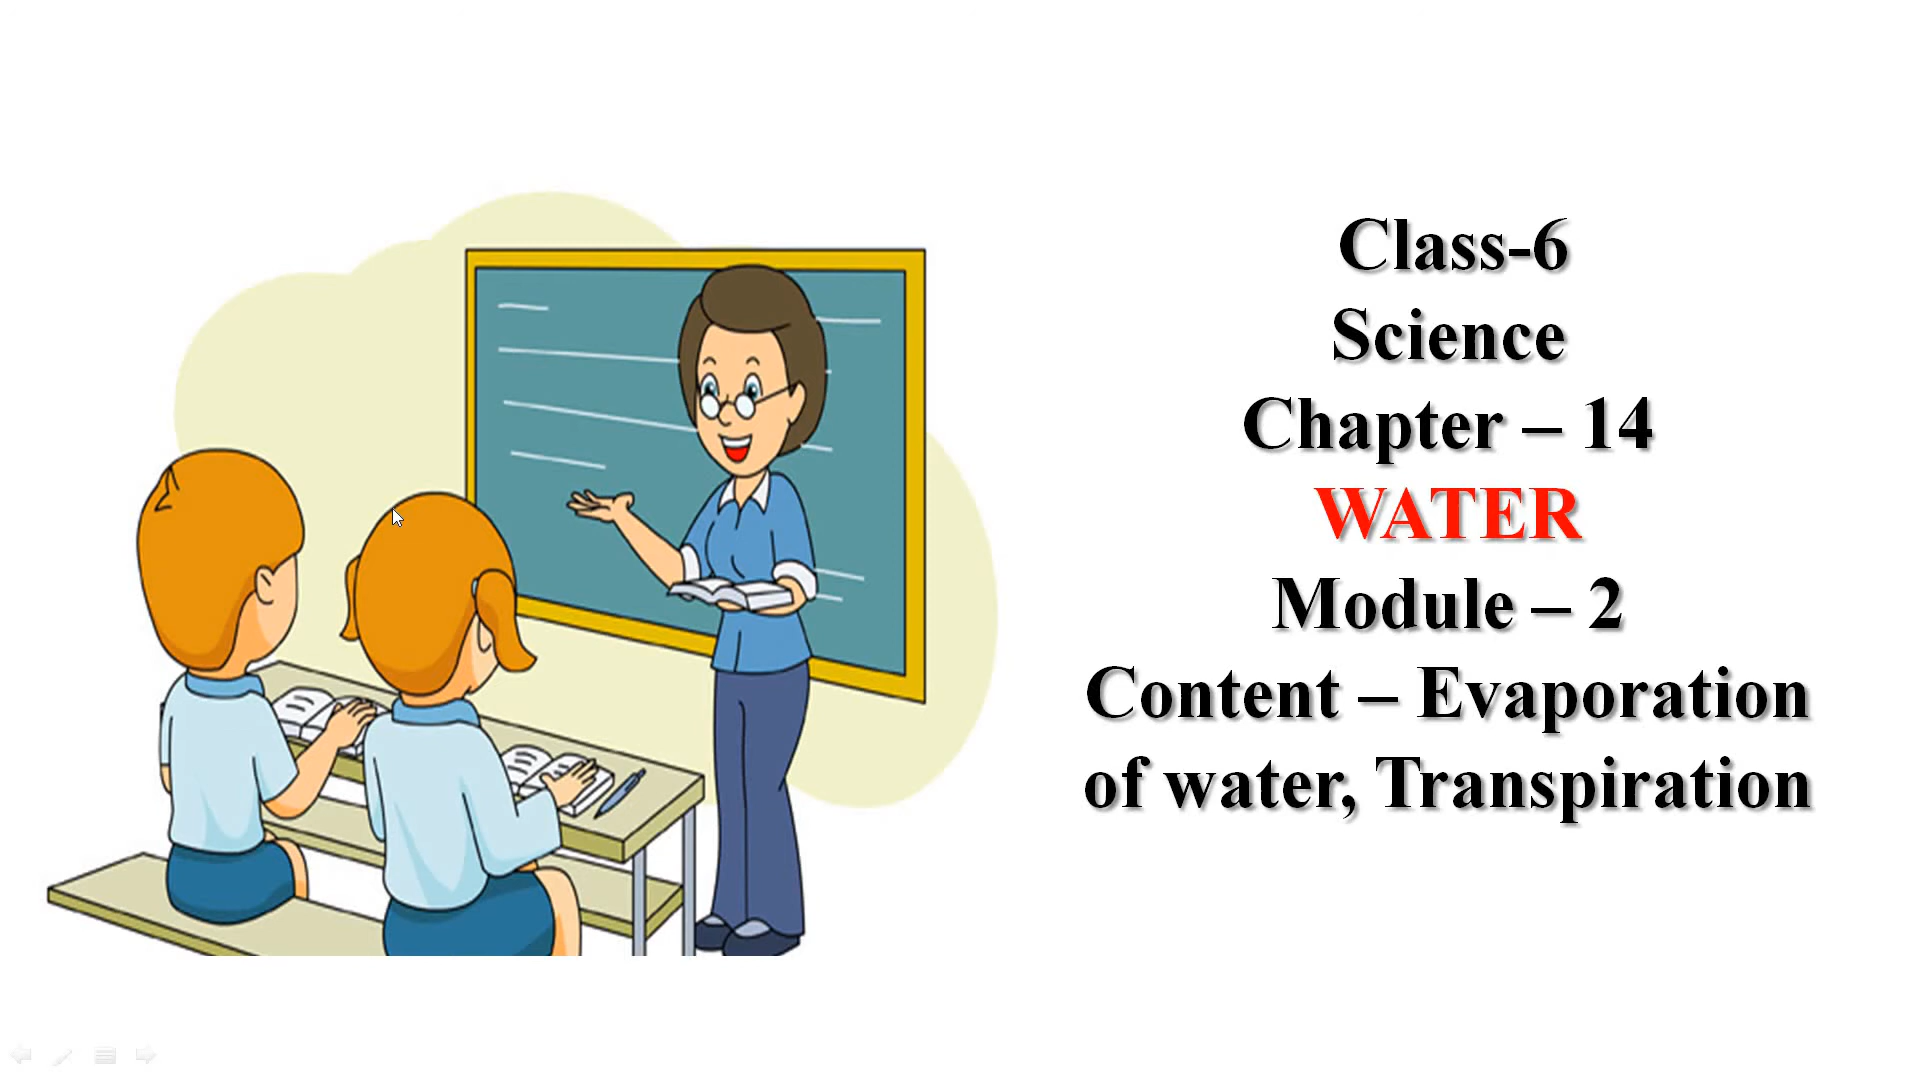 Class-6
Science
Chapter – 14
WATER
Module – 2
Content – Evaporation
of water, Transpiration